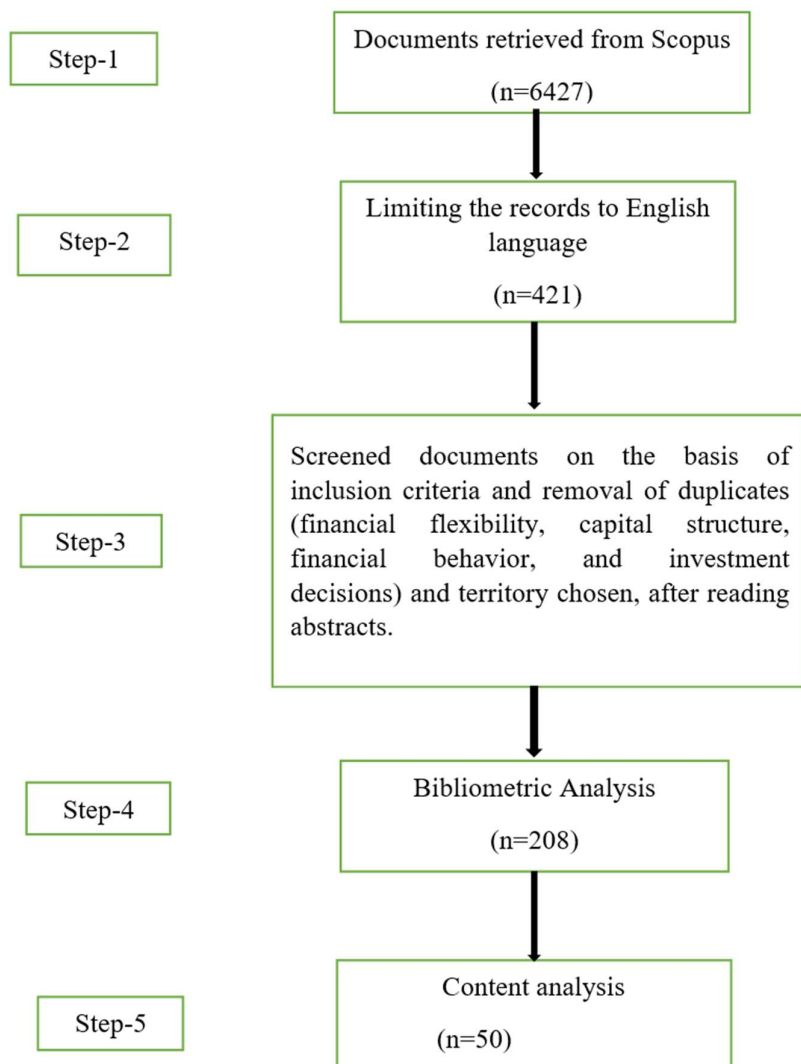 Step-1
Documents retrieved from Scopus
(n=6427)
Step-2
Limiting the records to English
language
(n=421)
Step-3
Screened documents on the basis of
inclusion criteria and removal of duplicates
(financial flexibility, capital structure,
financial behavior, and investment
decisions) and territory chosen, after reading
abstracts.
Step-4
Bibliometric Analysis
(n=208)
Step-5
Content analysis
(n=50)